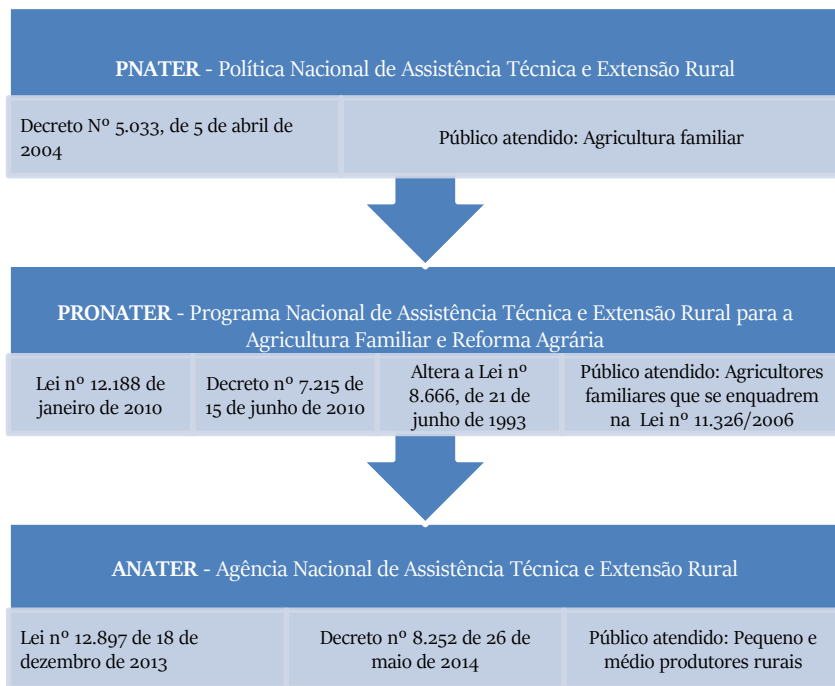 PNATER - Política Nacional de Assistência Técnica e Extensão Rural
Decreto Nº 5.033, de 5 de abril de
2004
Público atendido: Agricultura familiar
PRONATER - Programa Nacional de Assistência Técnica e Extensão Rural para a
Agricultura Familiar e Reforma Agrária
Lei nº 12.188 de
janeiro de 2010
Decreto nº 7.215 de
15 de junho de 2010
Altera a Lei nº
8.666, de 21 de
junho de 1993
Público atendido: Agricultores
familiares que se enquadrem
na Lei nº 11.326/2006
ANATER - Agência Nacional de Assistência Técnica e Extensão Rural
Lei nº 12.897 de 18 de
dezembro de 2013
Decreto nº 8.252 de 26 de
maio de 2014
Público atendido: Pequeno e
médio produtores rurais